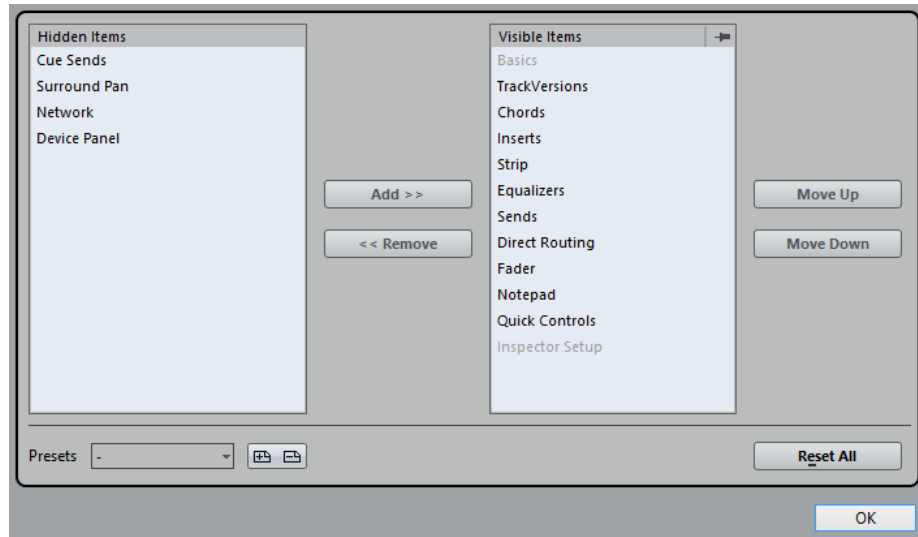 Hidden Items
Cue Sends
Surround Pan
Network
Device Panel
Add >>
<< Remove
Visible Items
Basics
TrackVersions
Chords
Inserts
Strip
Equalizers
Sends
Direct Routing
Fader
Notepad
Quick Controls
Inspector Setup
Move Up
Move Down
Presets -
Reset All
OK